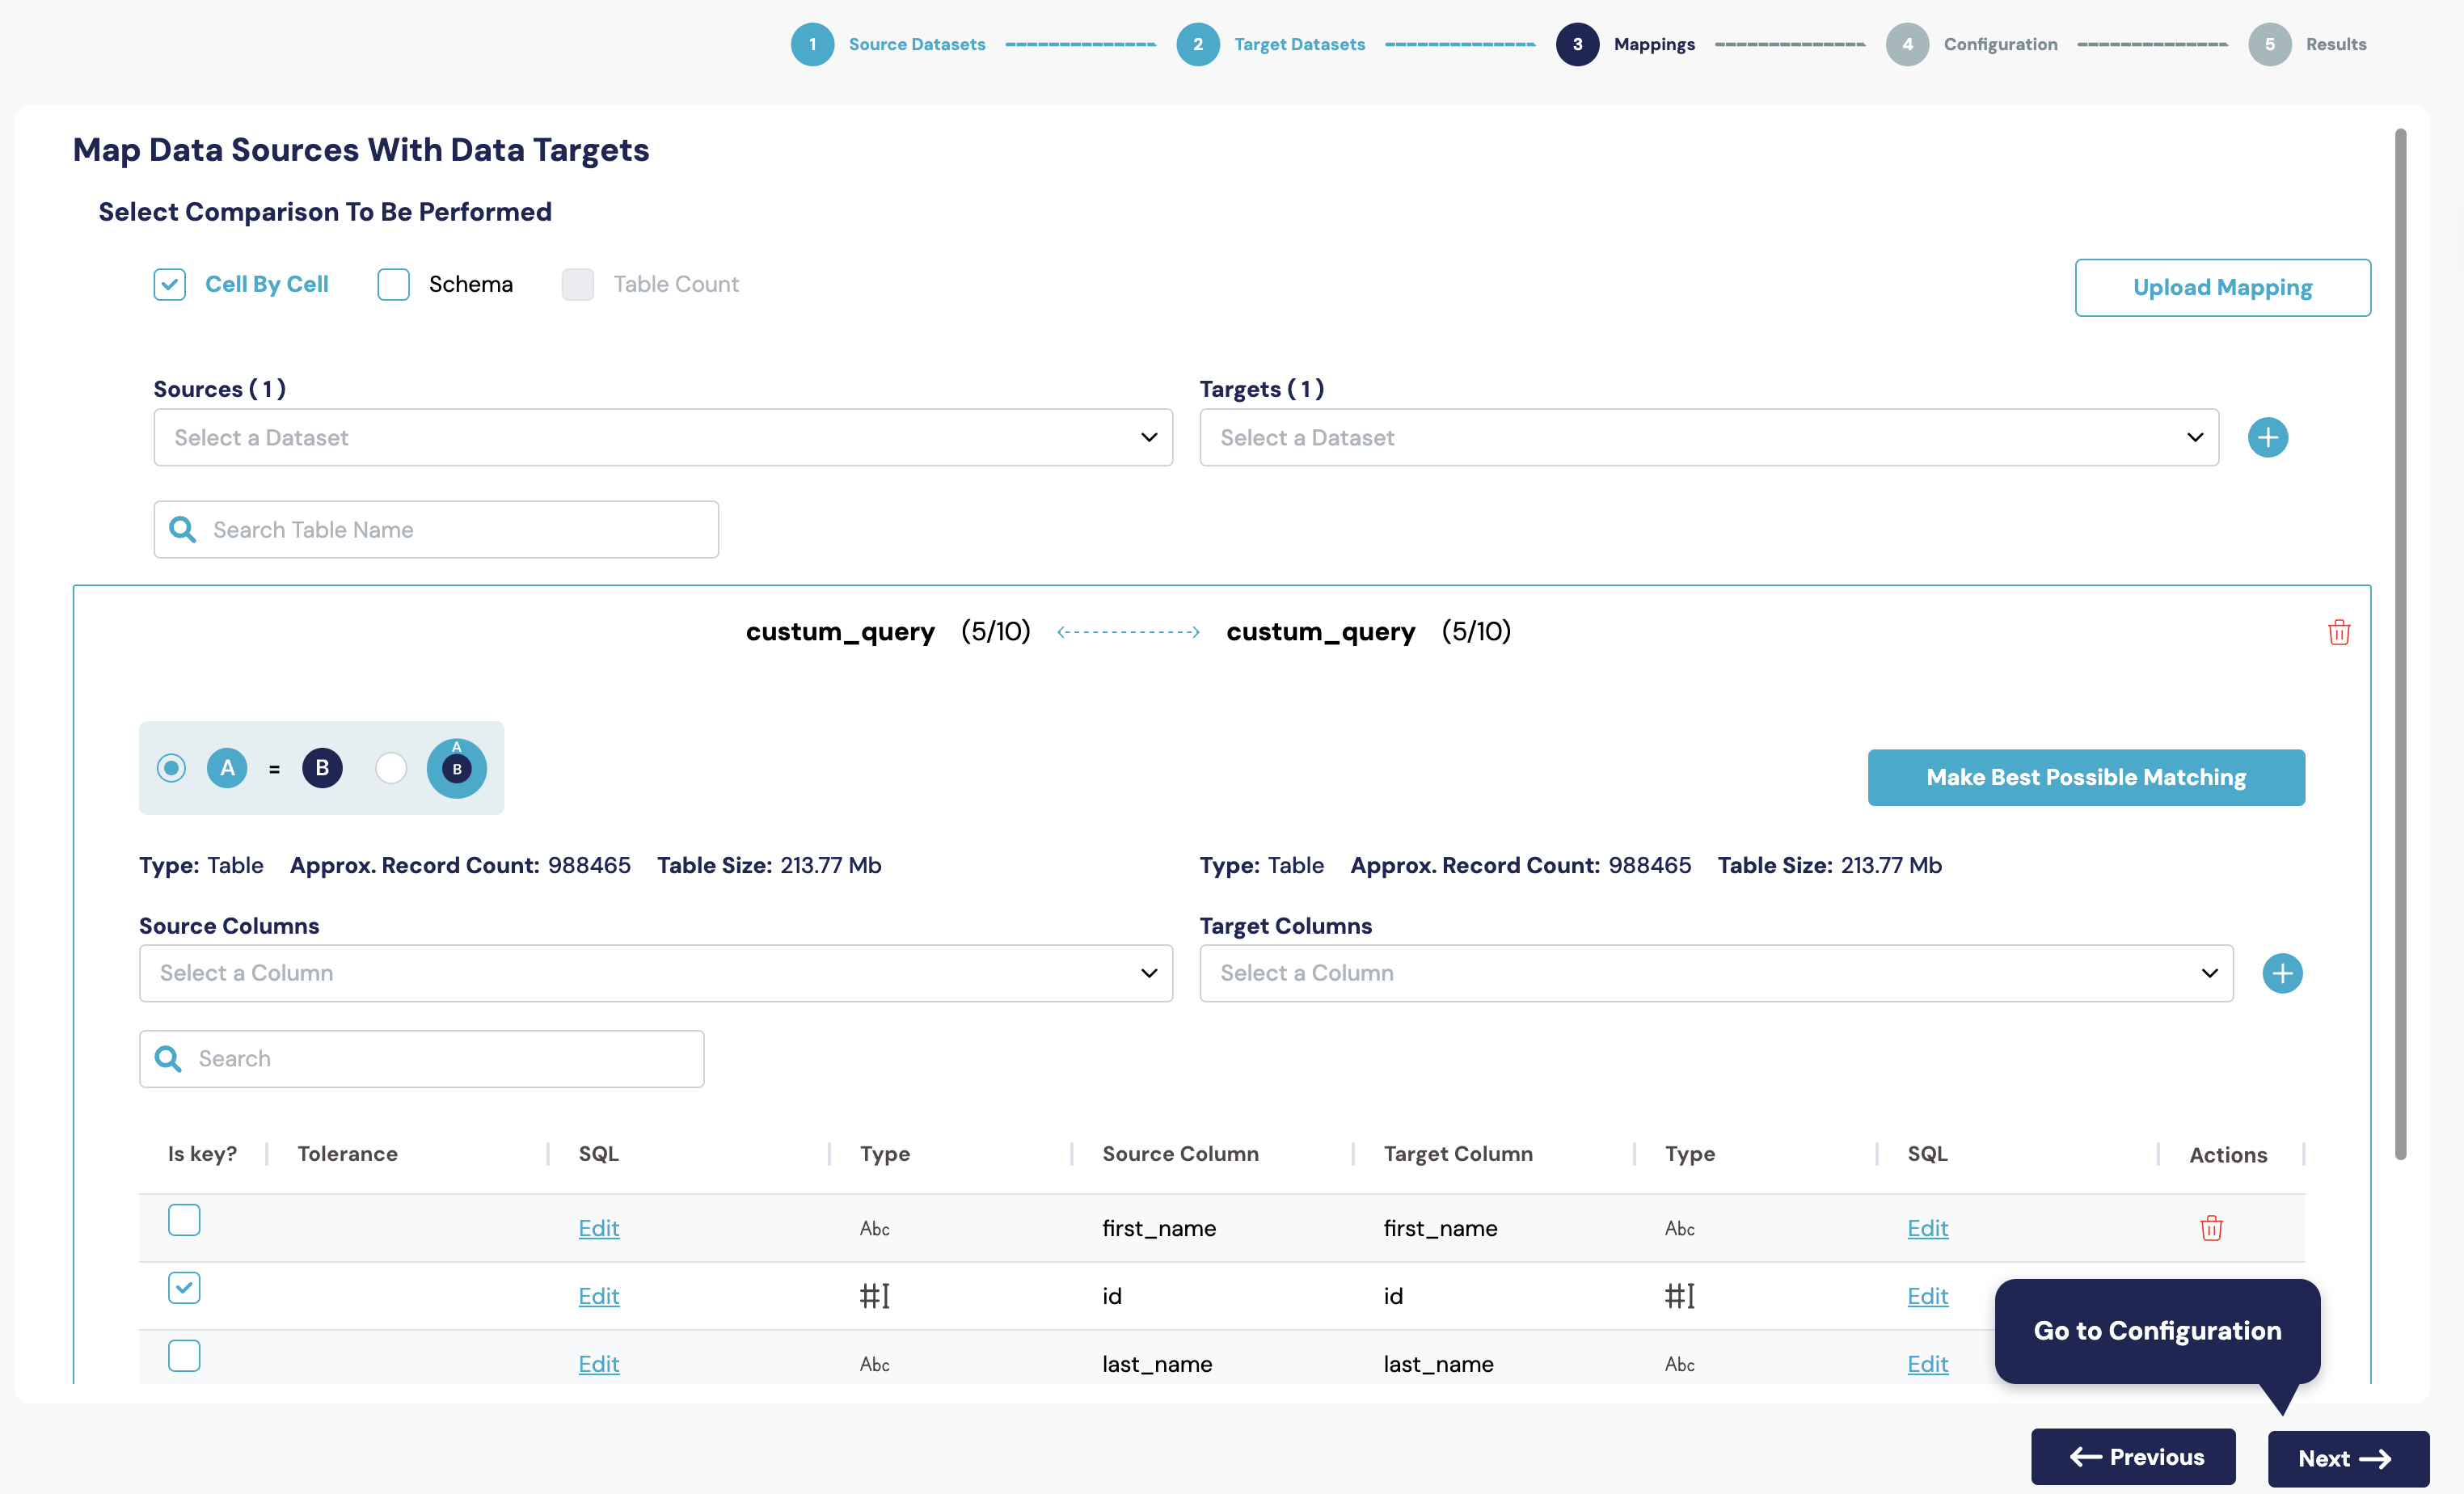 1 Source Datasets 2 Target Datasets 3 Mappings 4 Configuration 5 Results
Map Data Sources With Data Targets
Select Comparison To Be Performed
Cell By Cell Schema Table Count Upload Mapping
Sources ( 1 ) Targets ( 1 )
Select a Dataset Select a Dataset
Search Table Name
custum_query (5/10) custum_query (5/10)
A = B A B
Make Best Possible Matching
Type: Table Approx. Record Count: 988465 Table Size: 213.77 Mb Type: Table Approx. Record Count: 988465 Table Size: 213.77 Mb
Source Columns Target Columns
Select a Column Select a Column
Search
Is key? Tolerance SQL Type Source Column Target Column Type SQL Actions
Edit Abc first_name first_name Abc Edit
Edit #I id id #I Edit
Edit Abc last_name last_name Abc Edit
Go to Configuration
Previous Next